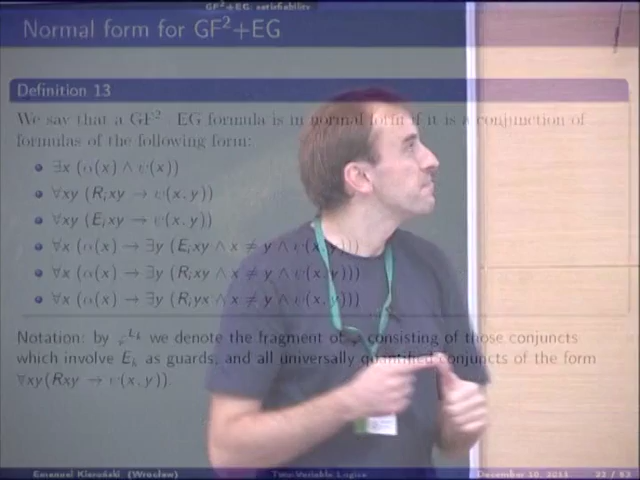 GF²+EG: satisfiability
Normal form for GF²+EG
Definition 13
We say that a GF² EG formula is in normal form if it is a conjunction of
formulas of the following form:
∃x (α(x) ∧ ψ(x))
∀xy (Rᵢxy → ψ(x, y))
∀xy (Eᵢxy → ψ(x, y))
∀x (α(x) → ∃y (Eᵢxy ∧ x ≠ y ∧ ψ(x, y)))
∀x (α(x) → ∃y (Rᵢxy ∧ x ≠ y ∧ ψ(x, y)))
∀x (α(x) → ∃y (Rᵢyx ∧ x ≠ y ∧ ψ(x, y)))
Notation: by we denote the fragment of consisting of those conjuncts
which involve Eₖ as guards, and all universally quantified conjuncts of the form
∀xy(Rxy → ψ(x, y)).
Emanuel Kieroński (Wrocław) Two-Variable Logics December 10, 2011